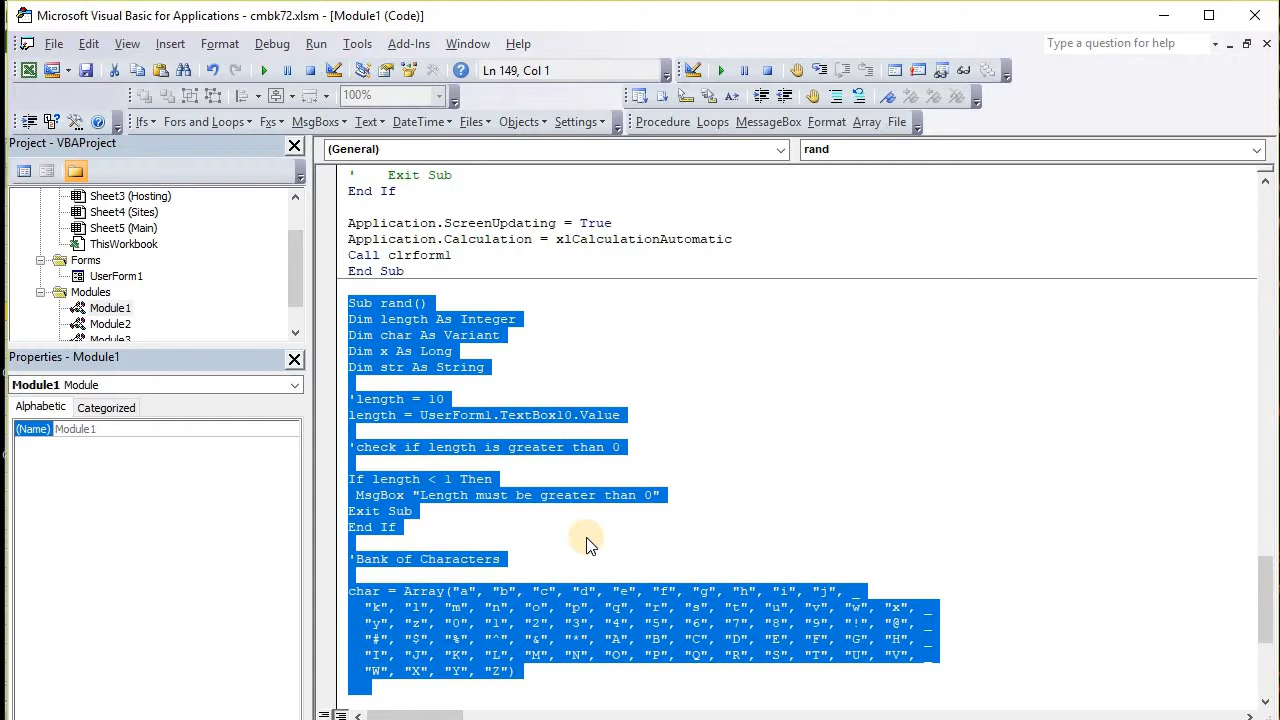 Microsoft Visual Basic for Applications - cmbk72.xlsm - [Module1 (Code)]
File Edit View Insert Format Debug Run Tools Add-Ins Window Help
Type a question for help
Ln 149, Col 1
100%
Ifs Fors and Loops Fxs MsgBoxs Text DateTime Files Objects Settings
Procedure Loops MessageBox Format Array File
Project - VBAProject
Sheet3 (Hosting)
Sheet4 (Sites)
Sheet5 (Main)
ThisWorkbook
Forms
UserForm1
Modules
Module1
Module2
Module3
Properties - Module1
Module1 Module
Alphabetic Categorized
(Name) Module1
(General)
rand
'    Exit Sub
End If
Application.ScreenUpdating = True
Application.Calculation = xlCalculationAutomatic
Call clrform1
End Sub
Sub rand()
Dim length As Integer
Dim char As Variant
Dim x As Long
Dim str As String
'length = 10
length = UserForm1.TextBox10.Value
'check if length is greater than 0
If length < 1 Then
MsgBox "Length must be greater than 0"
Exit Sub
End If
'Bank of Characters
char = Array("a", "b", "c", "d", "e", "f", "g", "h", "i", "j", _
"k", "l", "m", "n", "o", "p", "q", "r", "s", "t", "u", "v", "w", "x", _
"y", "z", "0", "1", "2", "3", "4", "5", "6", "7", "8", "9", "!", "@", _
"#", "$", "%", "^", "&", "*", "A", "B", "C", "D", "E", "F", "G", "H", _
"I", "J", "K", "L", "M", "N", "O", "P", "Q", "R", "S", "T", "U", "V", _
"W", "X", "Y", "Z")